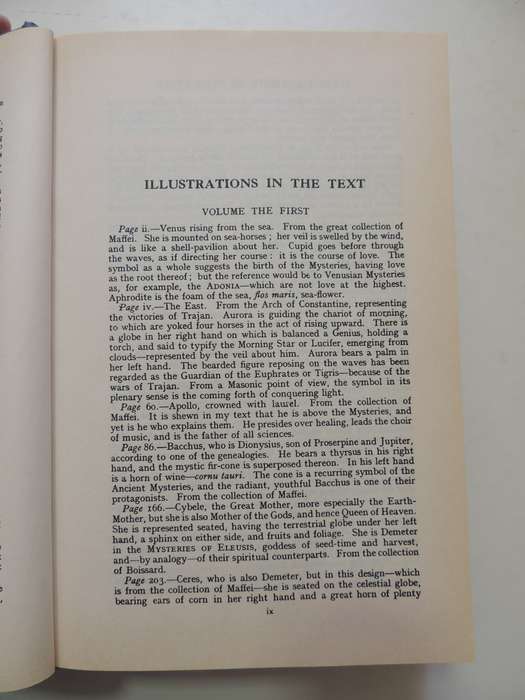 ILLUSTRATIONS IN THE TEXT
VOLUME THE FIRST
Page ii.—Venus rising from the sea. From the great collection of
Maffei. She is mounted on sea-horses ; her veil is swelled by the wind,
and is like a shell-pavilion about her. Cupid goes before through
the waves, as if directing her course : it is the course of love. The
symbol as a whole suggests the birth of the Mysteries, having love
as the root thereof ; but the reference would be to Venusian Mysteries
as, for example, the ADONIA—which are not love at the highest.
Aphrodite is the foam of the sea, flos maris, sea-flower.
Page iv.—The East. From the Arch of Constantine, representing
the victories of Trajan. Aurora is guiding the chariot of morning,
to which are yoked four horses in the act of rising upward. There is
a globe in her right hand on which is balanced a Genius, holding a
torch, and said to typify the Morning Star or Lucifer, emerging from
clouds—represented by the veil about him. Aurora bears a palm in
her left hand. The bearded figure reposing on the waves has been
regarded as the Guardian of the Euphrates or Tigris—because of the
wars of Trajan. From a Masonic point of view, the symbol in its
plenary sense is the coming forth of conquering light.
Page 60.—Apollo, crowned with laurel. From the collection of
Maffei. It is shewn in my text that he is above the Mysteries, and
yet is he who explains them. He presides over healing, leads the choir
of music, and is the father of all sciences.
Page 86.—Bacchus, who is Dionysius, son of Proserpine and Jupiter,
according to one of the genealogies. He bears a thyrsus in his right
hand, and the mystic fir-cone is superposed thereon. In his left hand
is a horn of wine—cornu tauri. The cone is a recurring symbol of the
Ancient Mysteries, and the radiant, youthful Bacchus is one of their
protagonists. From the collection of Maffei.
Page 166.—Cybele, the Great Mother, more especially the Earth-
Mother, but she is also Mother of the Gods, and hence Queen of Heaven.
She is represented seated, having the terrestrial globe under her left
hand, a sphinx on either side, and fruits and foliage. She is Demeter
in the MYSTERIES OF ELEUSIS, goddess of seed-time and harvest,
and—by analogy—of their spiritual counterparts. From the collection
of Boissard.
Page 203.—Ceres, who is also Demeter, but in this design—which
is from the collection of Maffei—she is seated on the celestial globe,
bearing ears of corn in her right hand and a great horn of plenty
ix